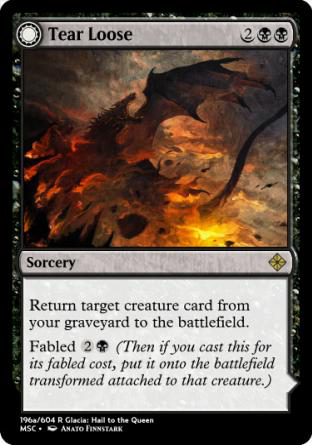 Tear Loose 2
Sorcery
Return target creature card from
your graveyard to the battlefield.
Fabled 2 (Then if you cast this for
its fabled cost, put it onto the battlefield
transformed attached to that creature.)
196a/604 R Glacia: Hail to the Queen
MSC • Anato Finnstark